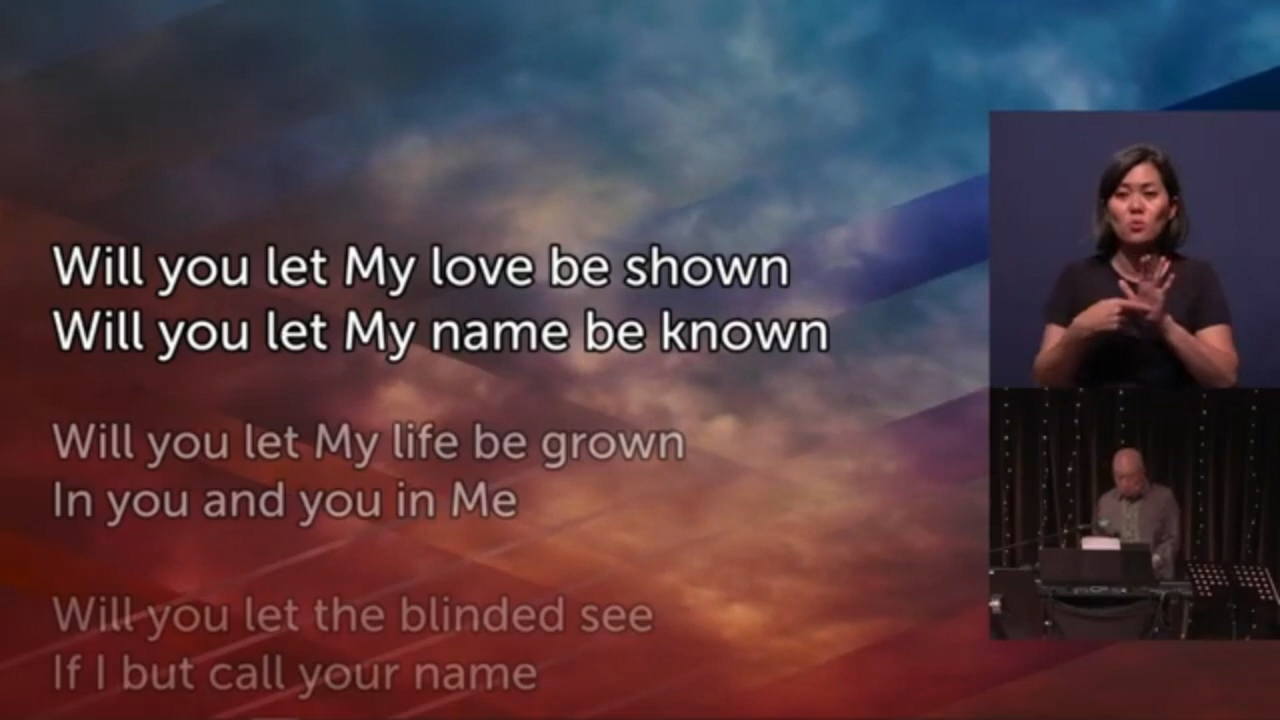 Will you let My love be shown
Will you let My name be known
Will you let My life be grown
In you and you in Me
Will you let the blinded see
If I but call your name